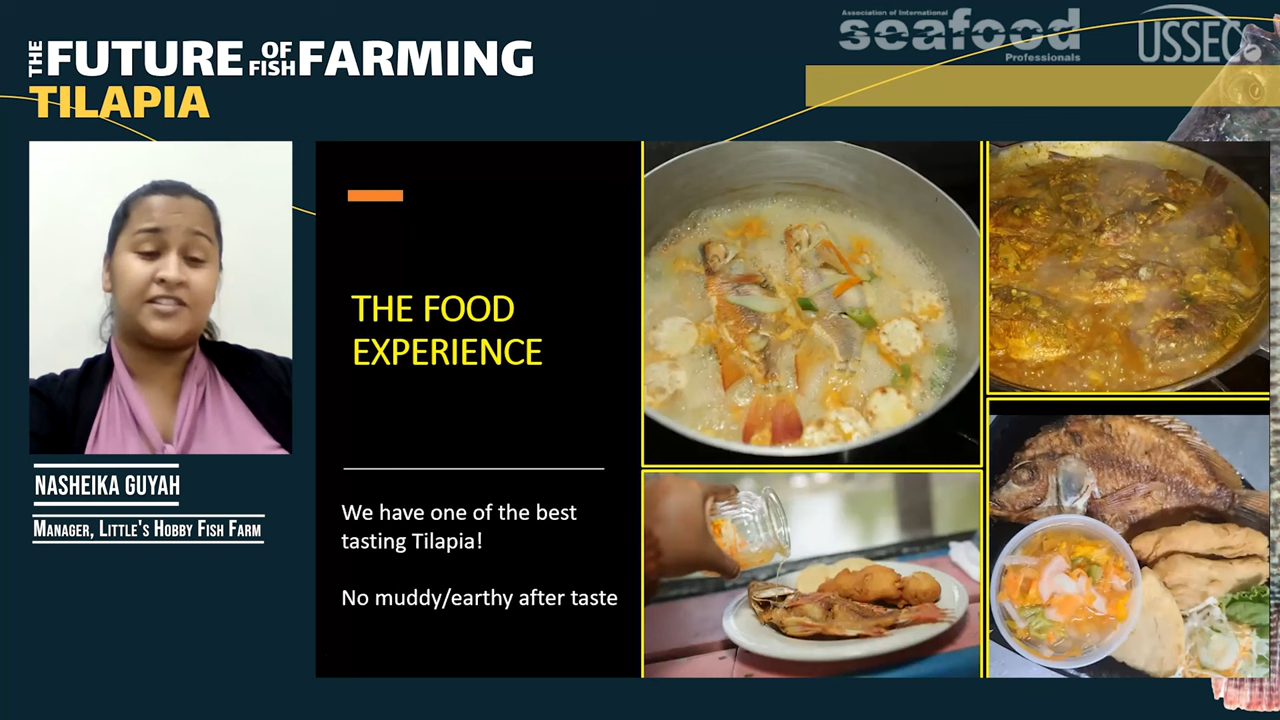 THE FUTURE OF FISH FARMING
TILAPIA
Association of International
seafood
Professionals
USSEC
THE FOOD
EXPERIENCE
We have one of the best
tasting Tilapia!
No muddy/earthy after taste
NASHEIKA GUYAH
MANAGER, LITTLE'S HOBBY FISH FARM